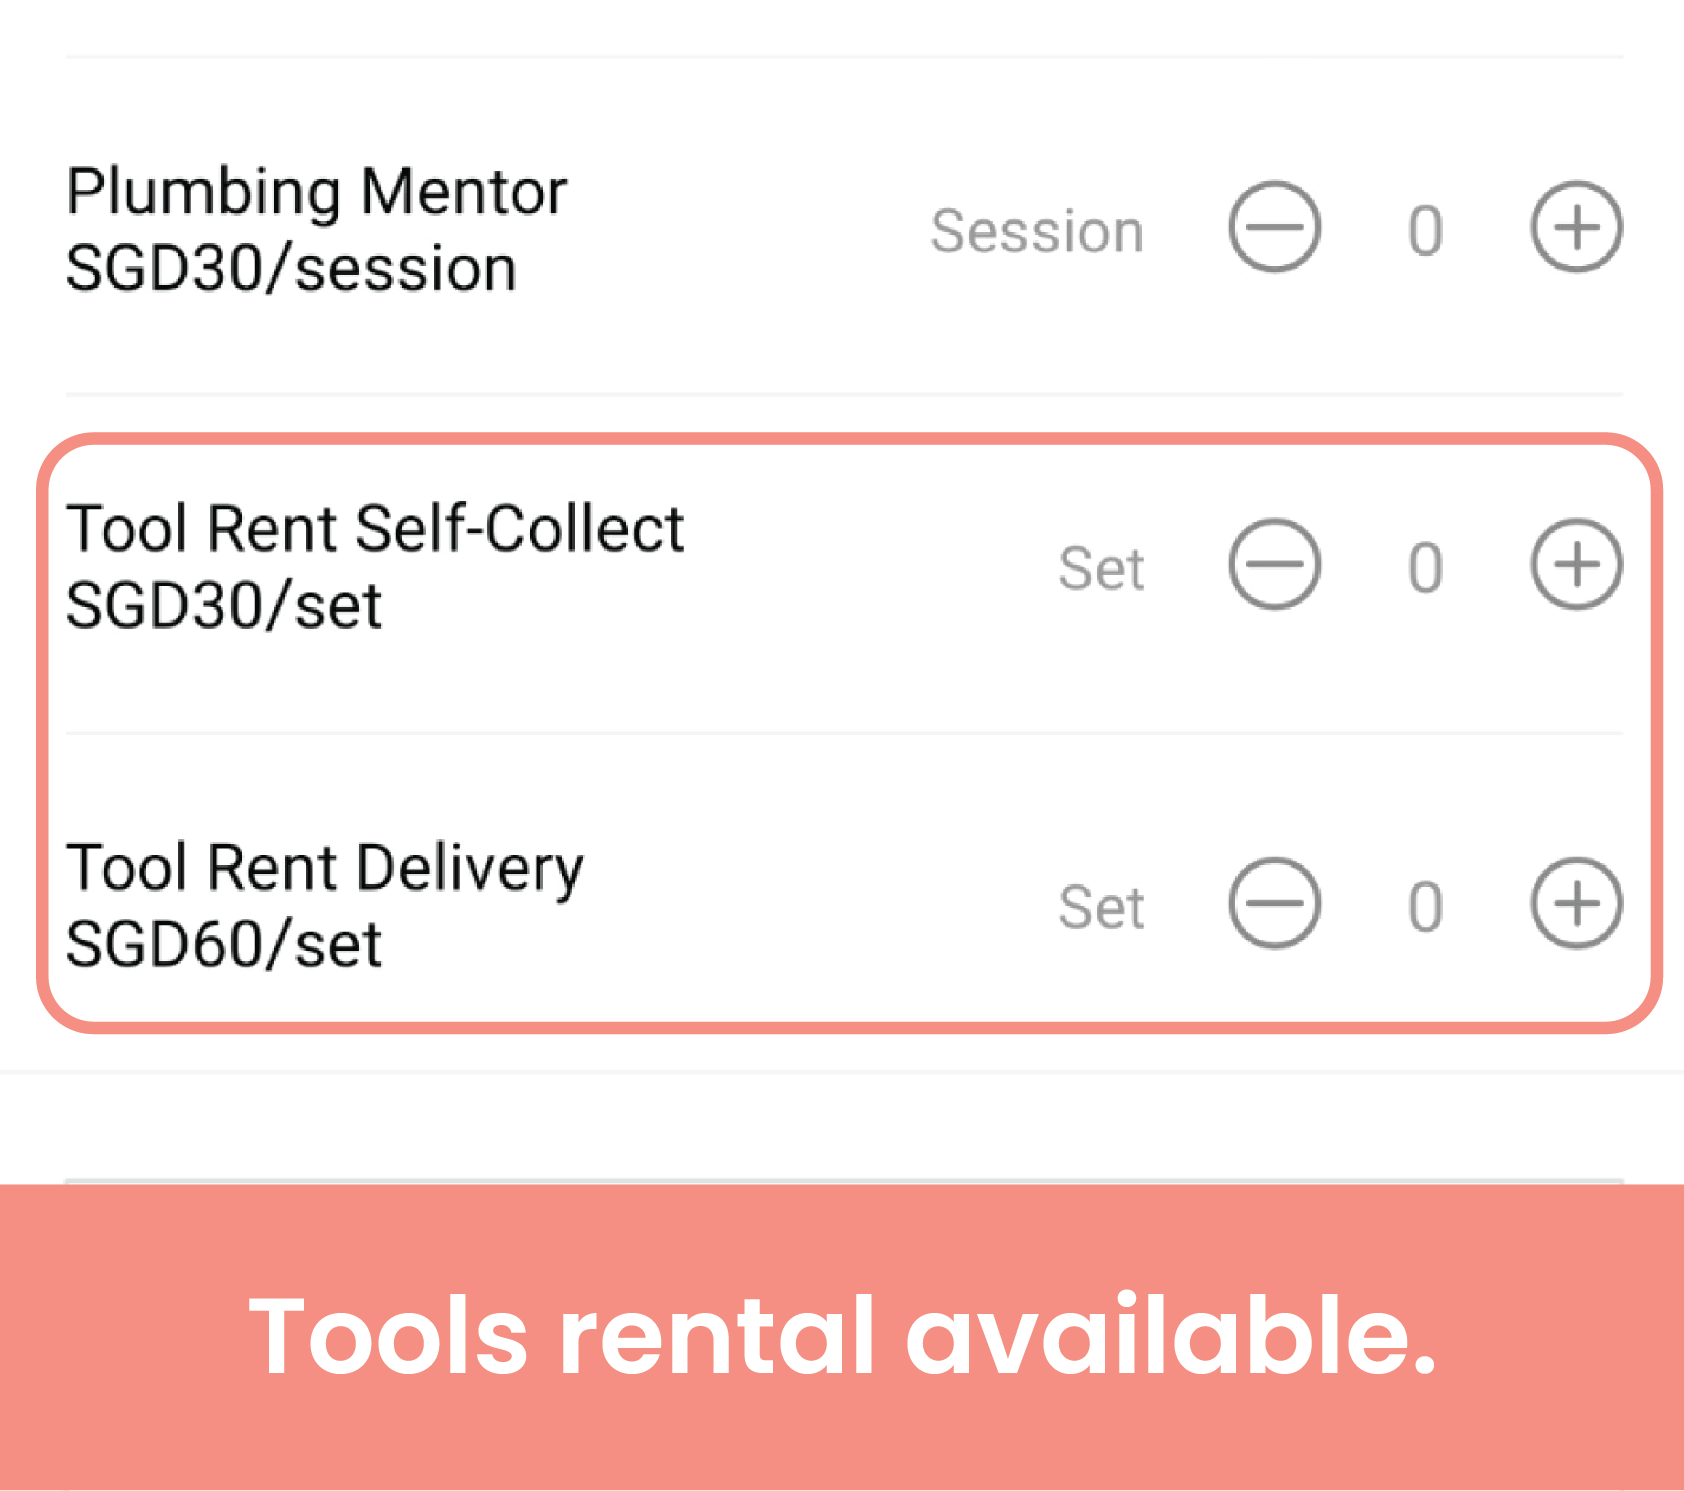 Plumbing Mentor
SGD30/session
Session 0
Tool Rent Self-Collect
SGD30/set
Set 0
Tool Rent Delivery
SGD60/set
Set 0
Tools rental available.